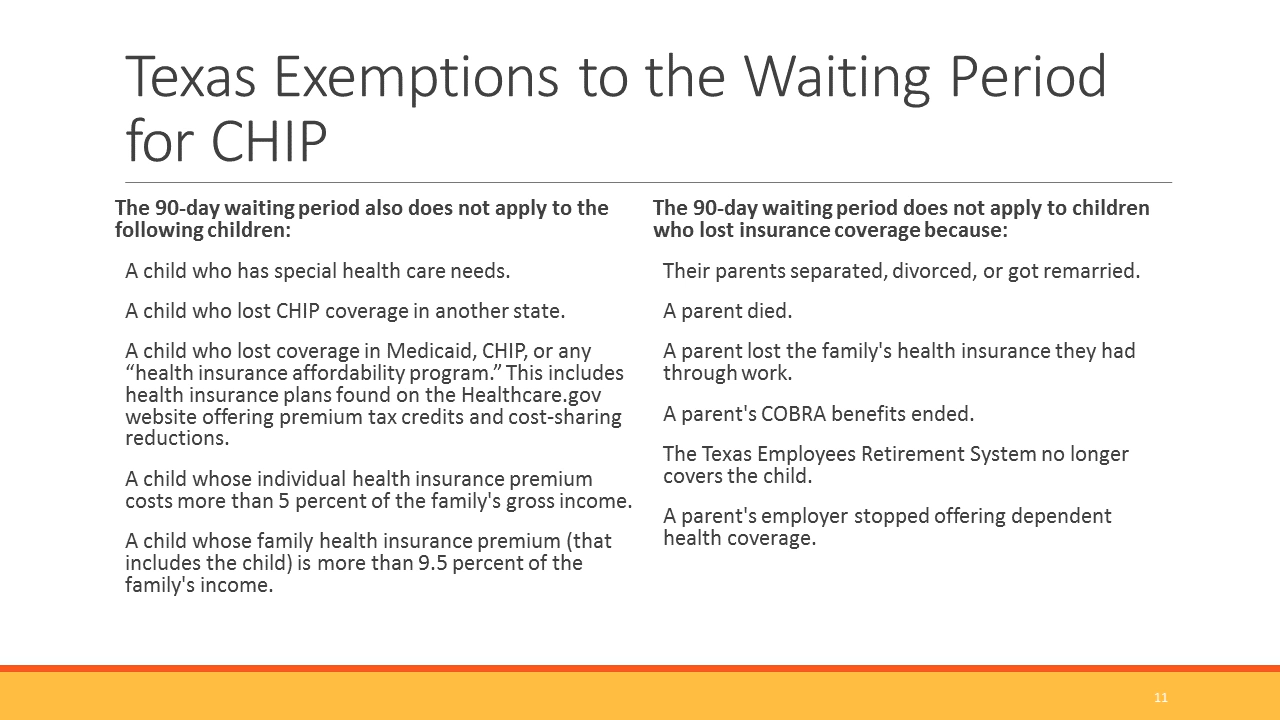 Texas Exemptions to the Waiting Period
for CHIP
The 90-day waiting period also does not apply to the
following children:
A child who has special health care needs.
A child who lost CHIP coverage in another state.
A child who lost coverage in Medicaid, CHIP, or any
“health insurance affordability program.” This includes
health insurance plans found on the Healthcare.gov
website offering premium tax credits and cost-sharing
reductions.
A child whose individual health insurance premium
costs more than 5 percent of the family's gross income.
A child whose family health insurance premium (that
includes the child) is more than 9.5 percent of the
family's income.
The 90-day waiting period does not apply to children
who lost insurance coverage because:
Their parents separated, divorced, or got remarried.
A parent died.
A parent lost the family's health insurance they had
through work.
A parent's COBRA benefits ended.
The Texas Employees Retirement System no longer
covers the child.
A parent's employer stopped offering dependent
health coverage.
11